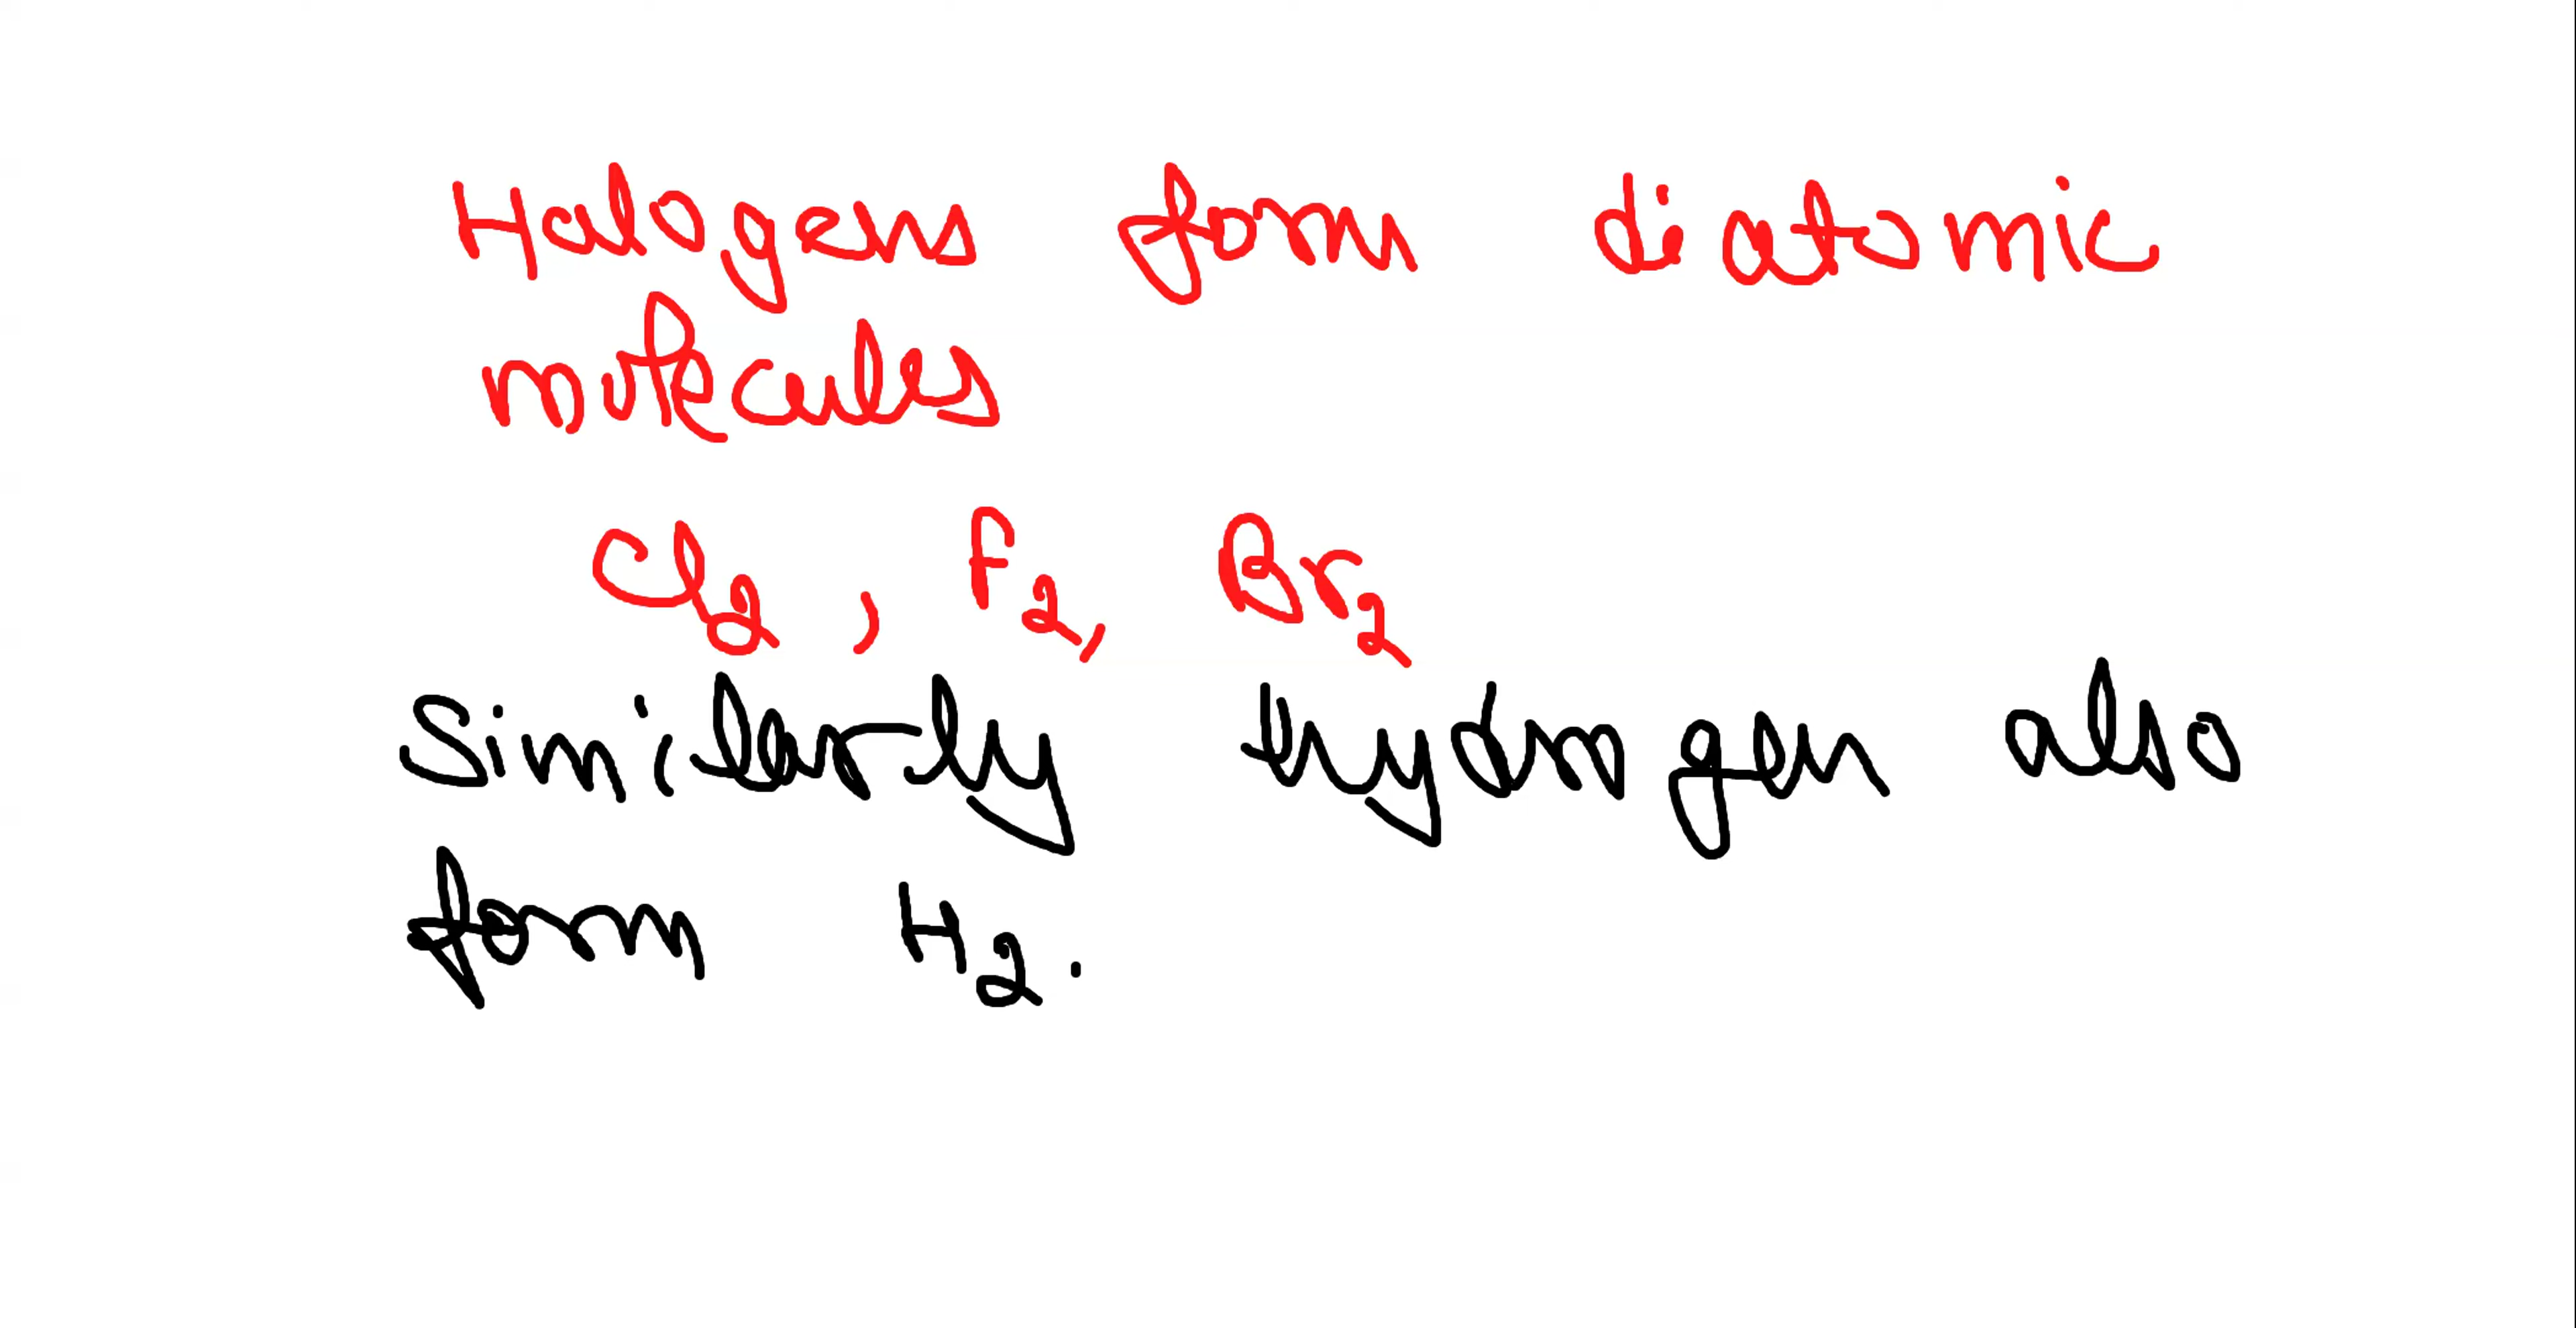 Halogens form diatomic
molecules
Cl₂, F₂, Br₂
Similarly hydrogen also
form H₂.